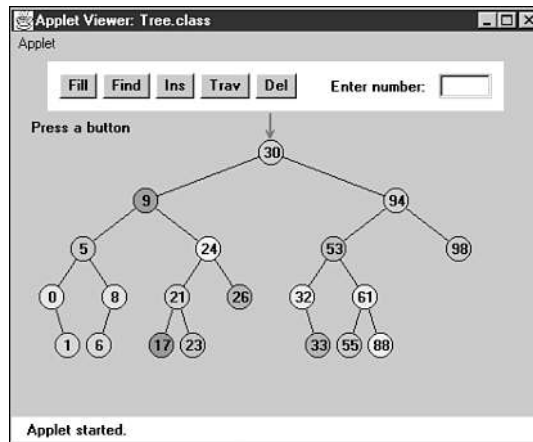 Applet Viewer: Tree.class
Applet
Fill Find Ins Trav Del Enter number:
Press a button
30
9 94
5 24 53 98
0 8 21 26 32 61
1 6 17 23 33 55 88
Applet started.